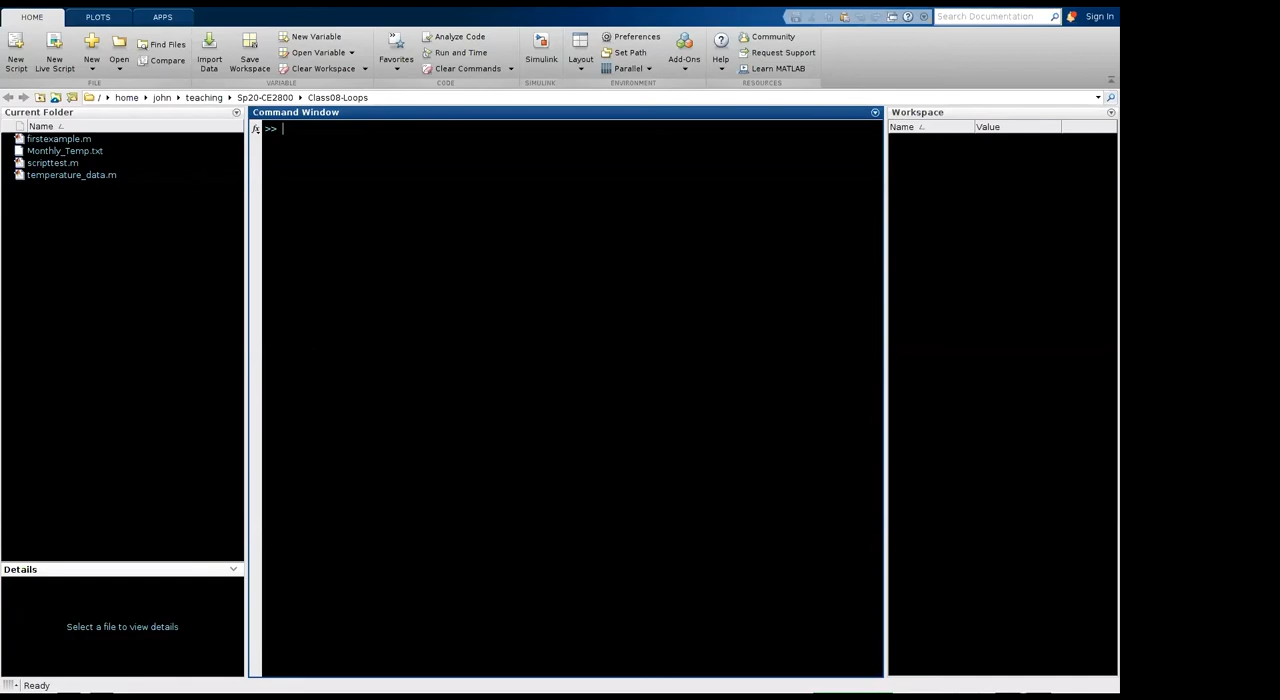 HOME PLOTS APPS Search Documentation Sign In
New Script
New Live Script
New
Open
Find Files
Compare
FILE
Import Data
Save Workspace
New Variable
Open Variable
Clear Workspace
VARIABLE
Favorites
Analyze Code
Run and Time
Clear Commands
CODE
Simulink
SIMULINK
Layout
Preferences
Set Path
Parallel
Add-Ons
ENVIRONMENT
Help
Community
Request Support
Learn MATLAB
RESOURCES
/ home john teaching Sp20-CE2800 Class08-Loops
Current Folder
Name
firstexample.m
Monthly_Temp.txt
scripttest.m
temperature_data.m
Details
Select a file to view details
Command Window
fx >>
Workspace
Name Value
Ready